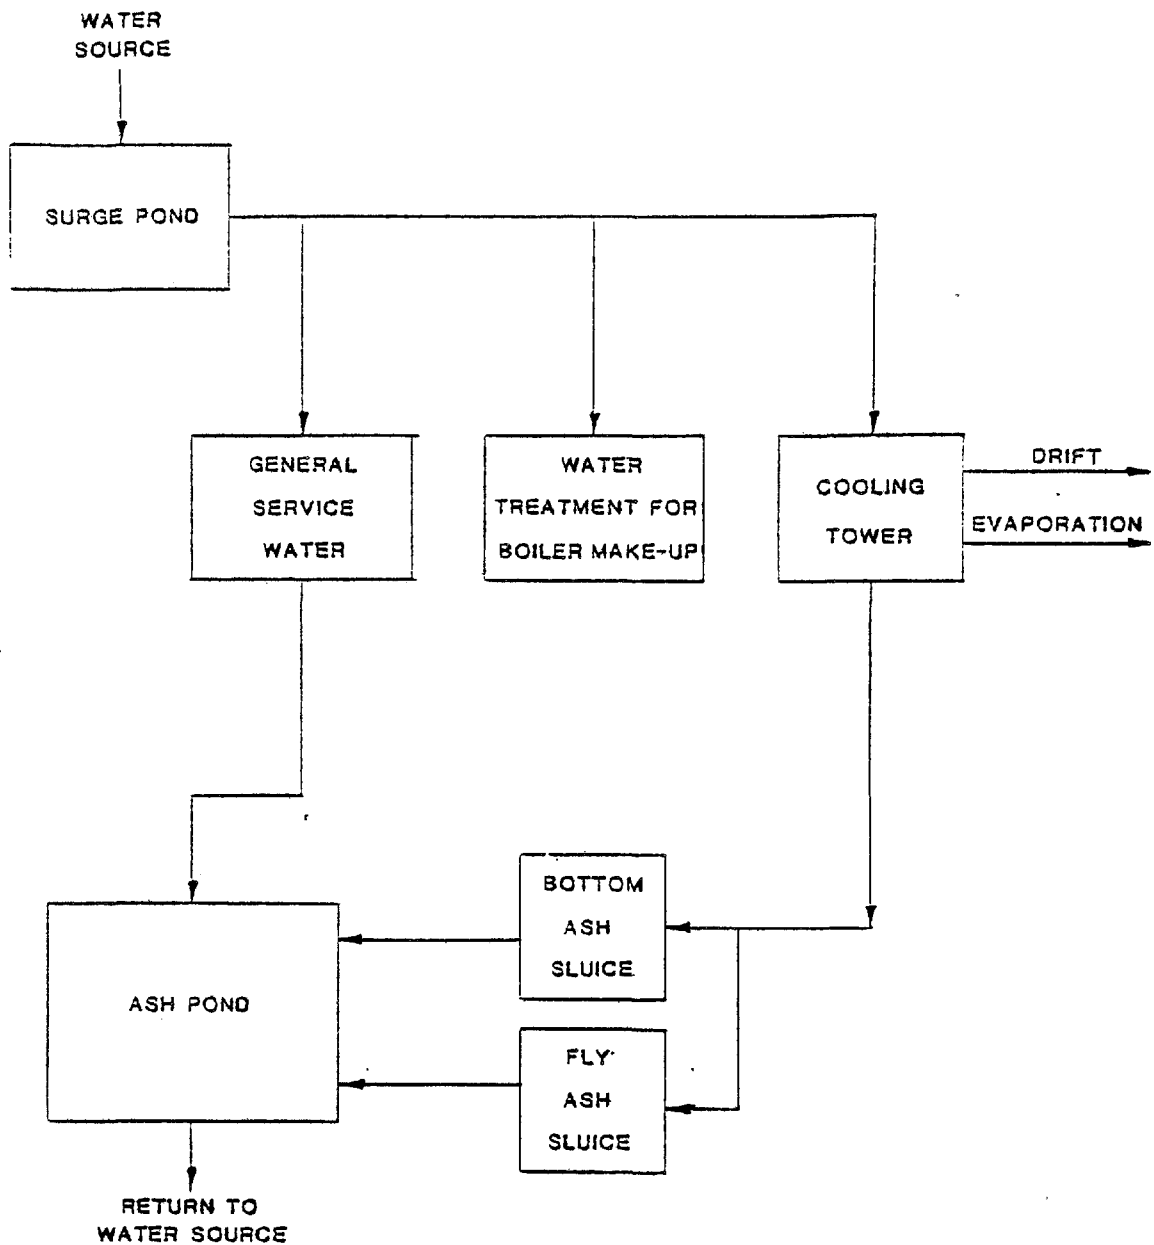 WATER
SOURCE
SURGE POND
GENERAL
SERVICE
WATER
WATER
TREATMENT FOR
BOILER MAKE-UP
COOLING
TOWER
DRIFT
EVAPORATION
BOTTOM
ASH
SLUICE
ASH POND
FLY
ASH
SLUICE
RETURN TO
WATER SOURCE